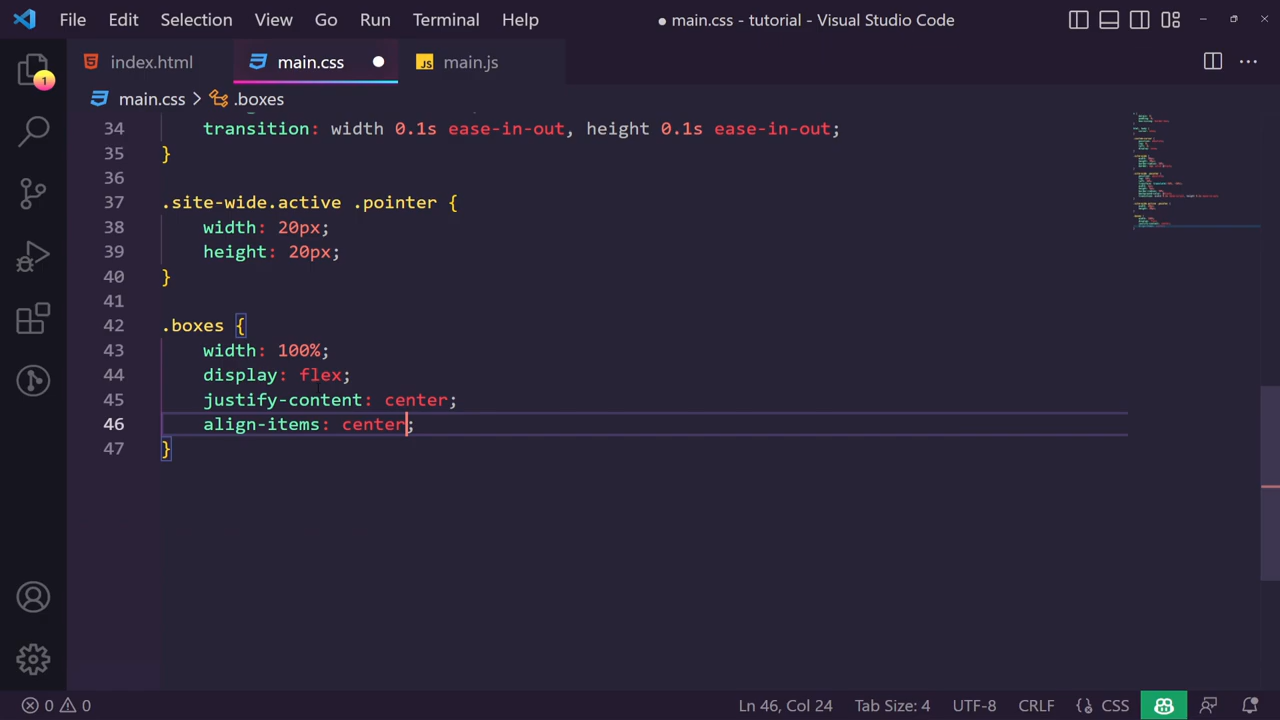 File Edit Selection View Go Run Terminal Help ● main.css - tutorial - Visual Studio Code
index.html main.css JS main.js
main.css > .boxes
1
34 transition: width 0.1s ease-in-out, height 0.1s ease-in-out;
35 }
36
37 .site-wide.active .pointer {
38 width: 20px;
39 height: 20px;
40 }
41
42 .boxes {
43 width: 100%;
44 display: flex;
45 justify-content: center;
46 align-items: center;
47 }
0 0 Ln 46, Col 24 Tab Size: 4 UTF-8 CRLF {} CSS